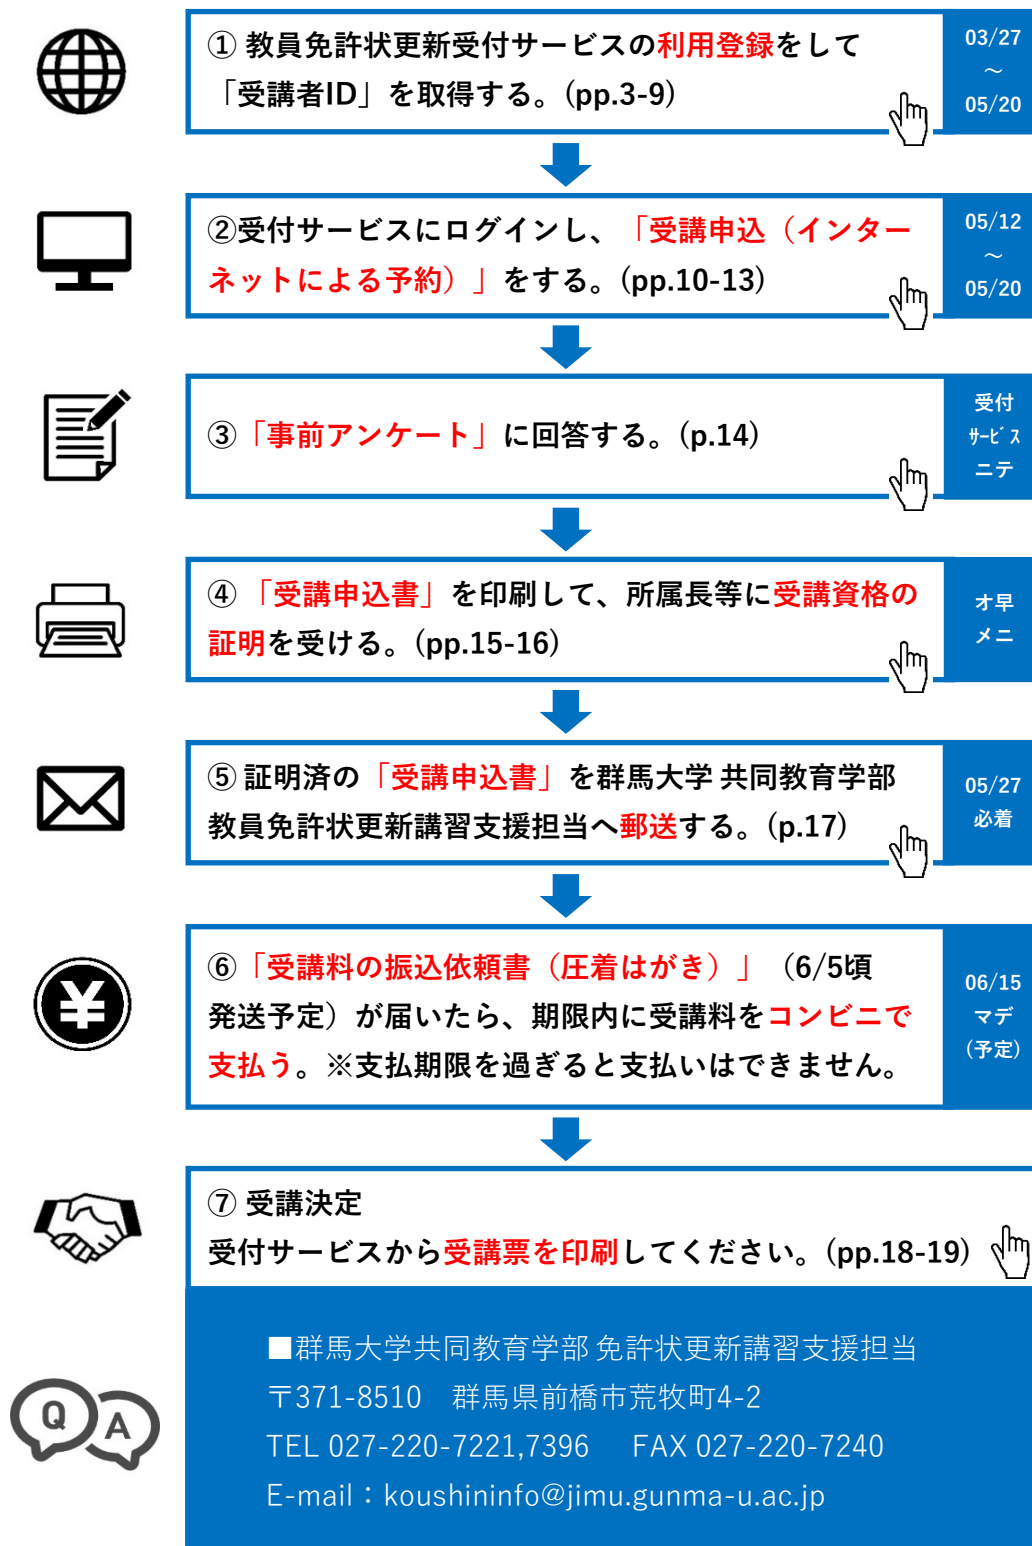 ① 教員免許状更新受付サービスの利用登録をして
「受講者ID」を取得する。(pp.3-9)
03/27
～
05/20
②受付サービスにログインし、「受講申込（インター
ネットによる予約）」をする。(pp.10-13)
05/12
～
05/20
③「事前アンケート」に回答する。(p.14)
受付
ｻｰﾋﾞｽ
ニテ
④ 「受講申込書」を印刷して、所属長等に受講資格の
証明を受ける。(pp.15-16)
オ早
メニ
⑤ 証明済の「受講申込書」を群馬大学 共同教育学部
教員免許状更新講習支援担当へ郵送する。(p.17)
05/27
必着
⑥「受講料の振込依頼書（圧着はがき）」（6/5頃
発送予定）が届いたら、期限内に受講料をコンビニで
支払う。※支払期限を過ぎると支払いはできません。
06/15
マデ
(予定)
⑦ 受講決定
受付サービスから受講票を印刷してください。(pp.18-19)
Q A
■群馬大学共同教育学部 免許状更新講習支援担当
〒371-8510　群馬県前橋市荒牧町4-2
TEL 027-220-7221,7396　FAX 027-220-7240
E-mail：koushininfo@jimu.gunma-u.ac.jp